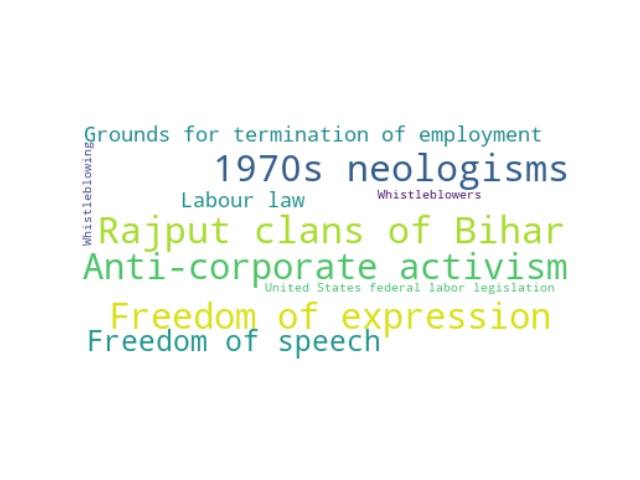 Grounds for termination of employment
Whistleblowing
1970s neologisms
Whistleblowers
Labour law
Rajput clans of Bihar
Anti-corporate activism
United States federal labor legislation
Freedom of expression
Freedom of speech